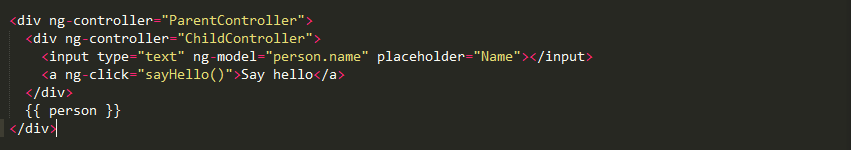 <div ng-controller="ParentController">
<div ng-controller="ChildController">
<input type="text" ng-model="person.name" placeholder="Name"></input>
<a ng-click="sayHello()">Say hello</a>
</div>
{{ person }}
</div>